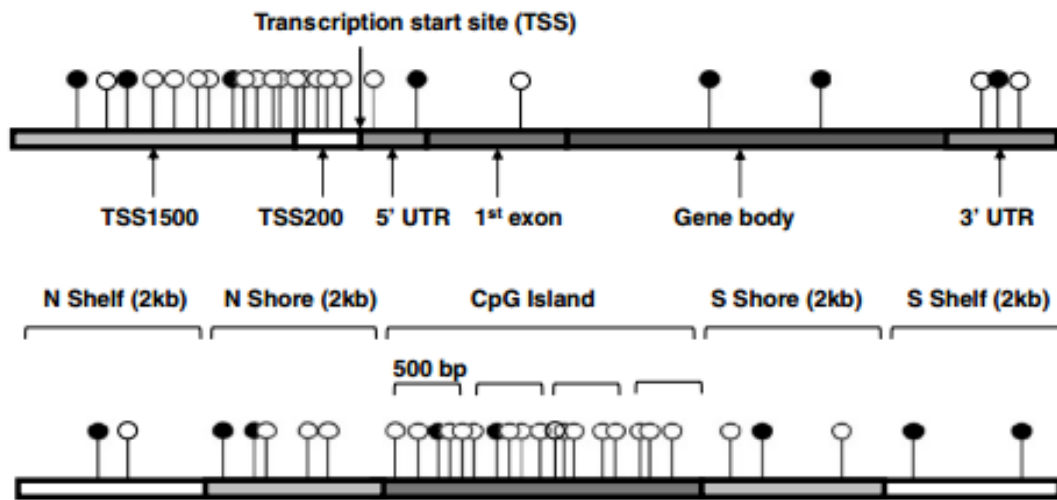 Transcription start site (TSS)
TSS1500 TSS200 5' UTR 1st exon Gene body 3' UTR
N Shelf (2kb) N Shore (2kb) CpG Island S Shore (2kb) S Shelf (2kb)
500 bp